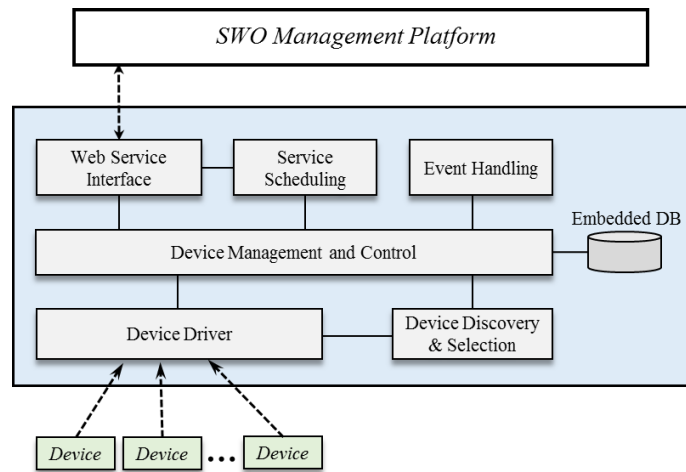 SWO Management Platform
Web Service
Interface
Service
Scheduling
Event Handling
Embedded DB
Device Management and Control
Device Driver
Device Discovery
& Selection
Device
Device
...
Device